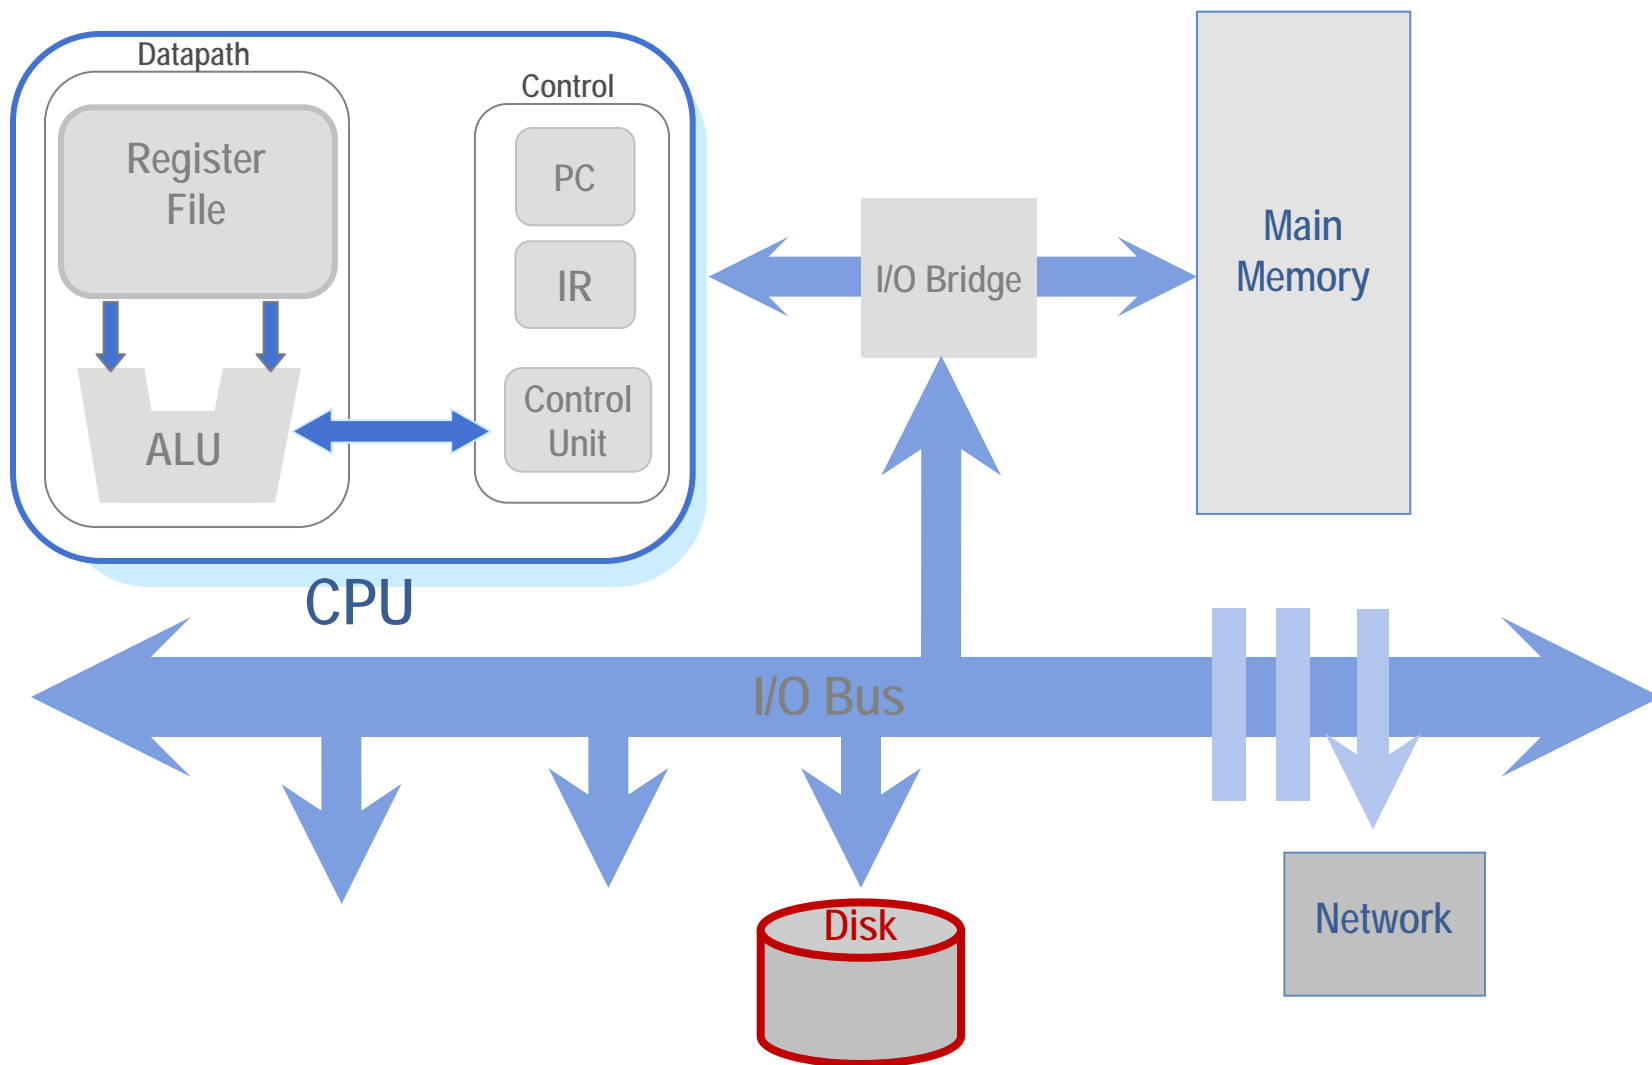 Datapath
Control
Register
File
PC
IR
Control
Unit
ALU
CPU
I/O Bridge
Main
Memory
I/O Bus
Disk
Network